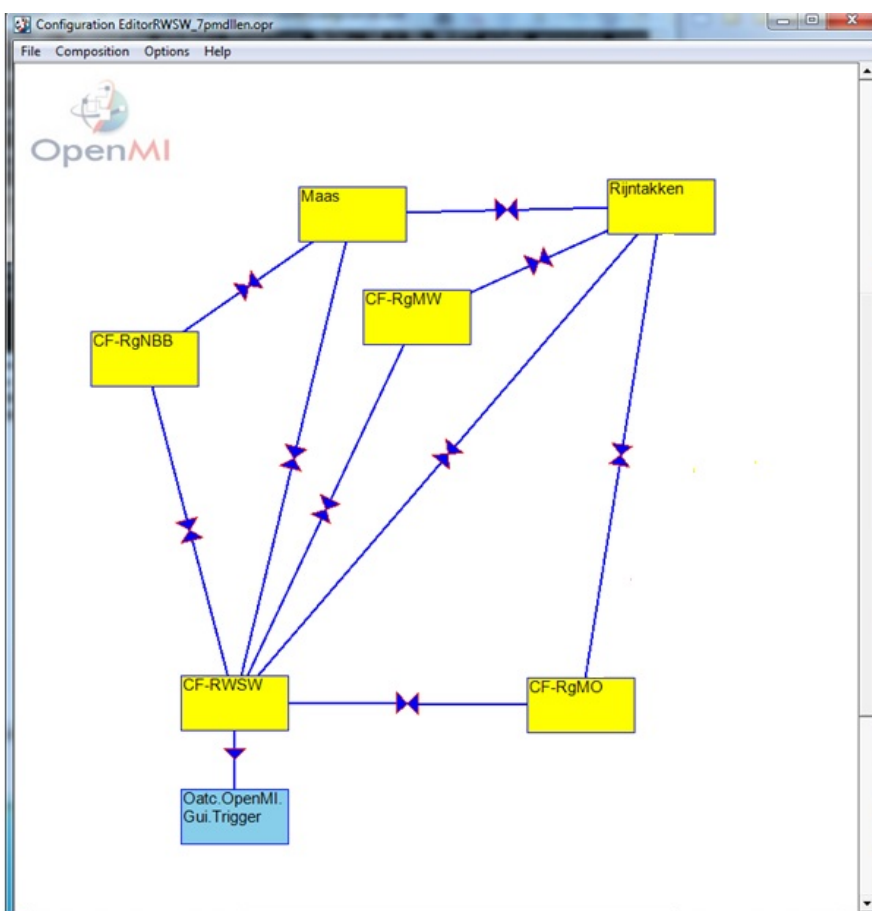 Configuration EditorRWSW_7pmdllen.opr
File Composition Options Help
OpenMI
Maas
Rijntakken
CF-RgMW
CF-RgNBB
CF-RWSW
CF-RgMO
Oatc.OpenMI.
Gui.Trigger